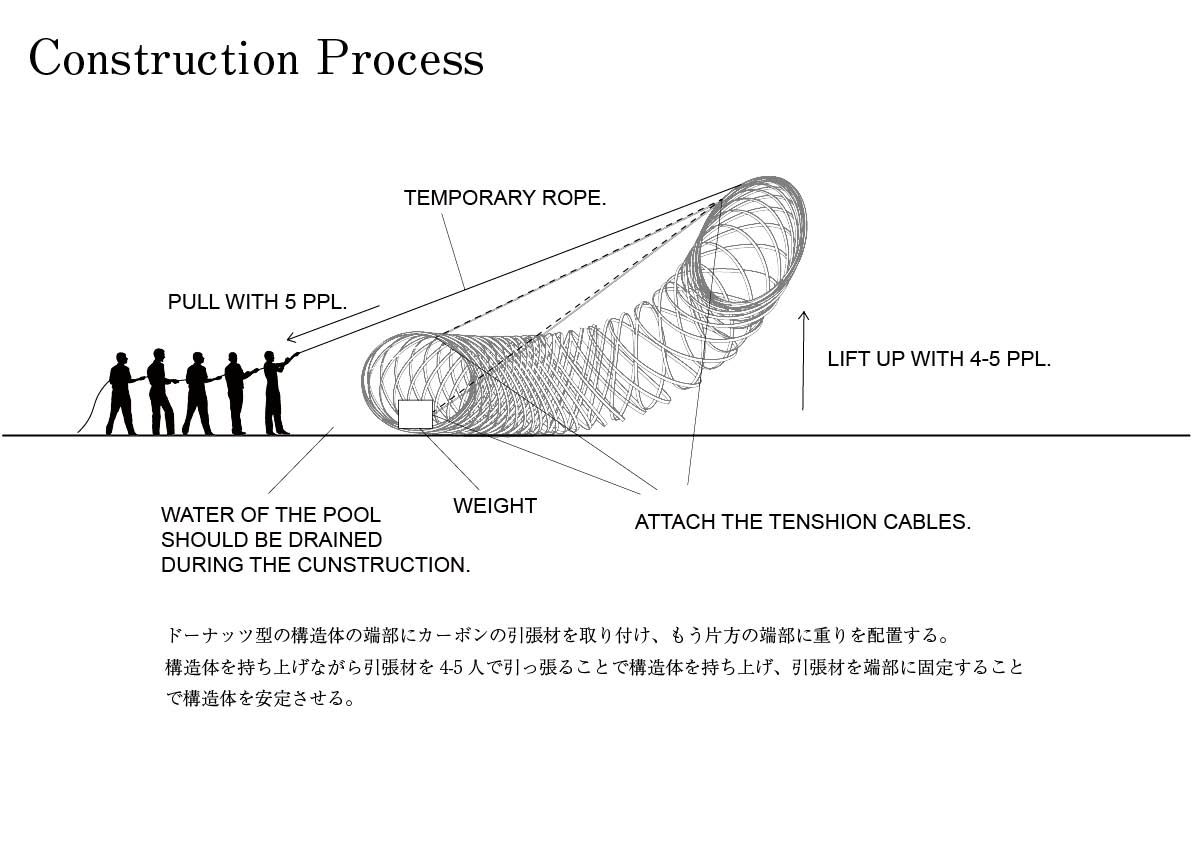 Construction Process
TEMPORARY ROPE.
PULL WITH 5 PPL.
LIFT UP WITH 4-5 PPL.
WATER OF THE POOL
SHOULD BE DRAINED
DURING THE CUNSTRUCTION.
WEIGHT
ATTACH THE TENSHION CABLES.
ドーナッツ型の構造体の端部にカーボンの引張材を取り付け、もう片方の端部に重りを配置する。
構造体を持ち上げながら引張材を 4-5 人で引っ張ることで構造体を持ち上げ、引張材を端部に固定すること
で構造体を安定させる。